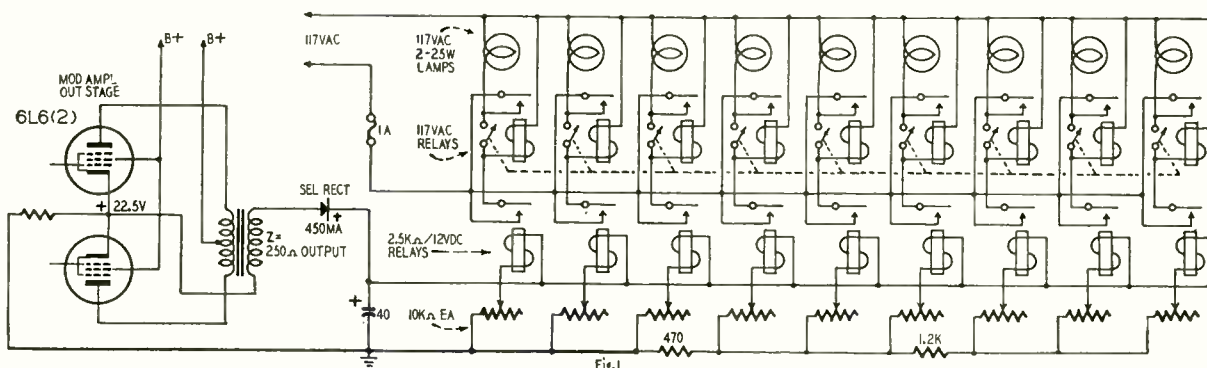 B+
B+
MOD AMPL
OUT STAGE
6L6(2)
+ 22.5V
SEL RECT
+
450MA
Z=
250Ω OUTPUT
+
40
117VAC
1A
117VAC
2-25W
LAMPS
117VAC
RELAYS
2.5KΩ/12VDC
RELAYS
10KΩ EA
470
1.2K
Fig.1